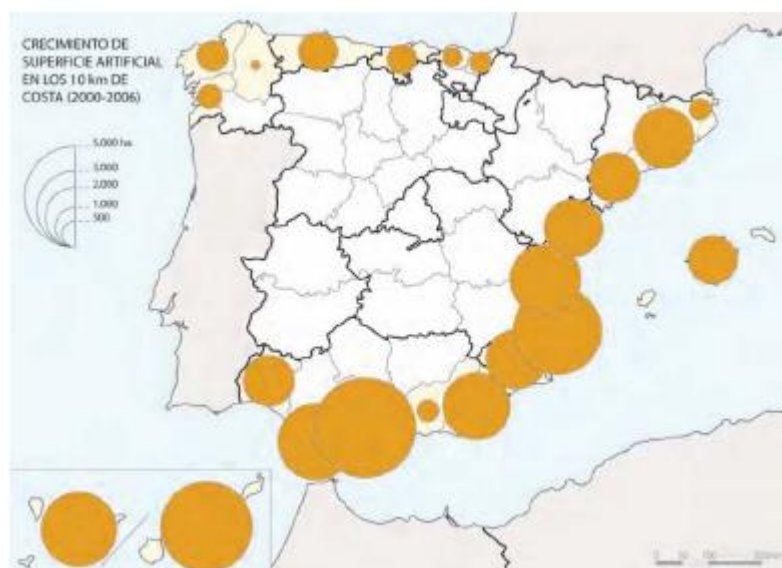 CRECIMIENTO DE
SUPERFICIE ARTIFICIAL
EN LOS 10 km DE
COSTA (2000-2006)
5.000 ha
3.000
2.000
1.000
500
0